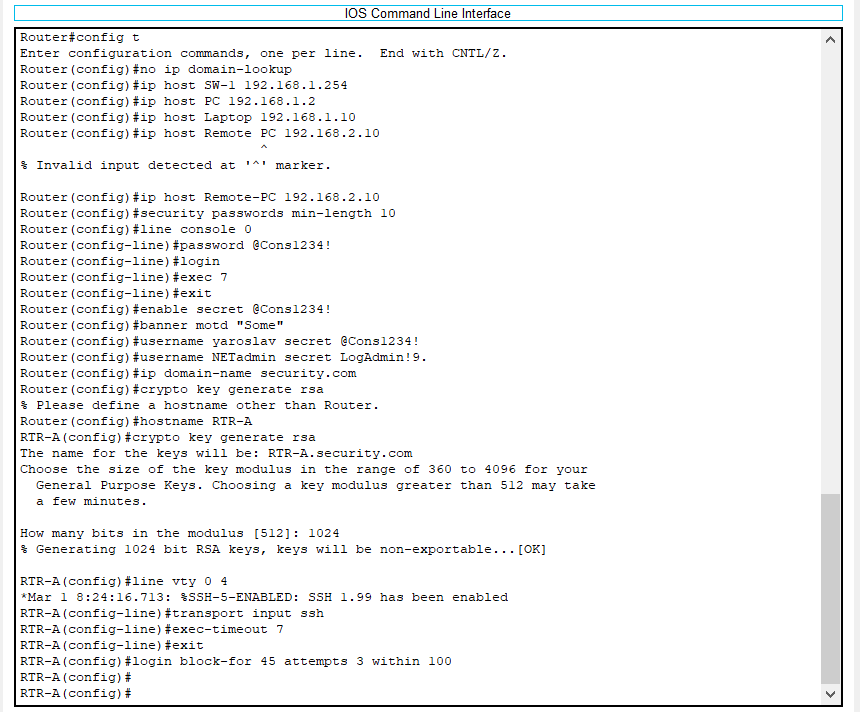 IOS Command Line Interface
Router#config t
Enter configuration commands, one per line.  End with CNTL/Z.
Router(config)#no ip domain-lookup
Router(config)#ip host SW-1 192.168.1.254
Router(config)#ip host PC 192.168.1.2
Router(config)#ip host Laptop 192.168.1.10
Router(config)#ip host Remote PC 192.168.2.10
                              ^
% Invalid input detected at '^' marker.

Router(config)#ip host Remote-PC 192.168.2.10
Router(config)#security passwords min-length 10
Router(config)#line console 0
Router(config-line)#password @Cons1234!
Router(config-line)#login
Router(config-line)#exec 7
Router(config-line)#exit
Router(config)#enable secret @Cons1234!
Router(config)#banner motd "Some"
Router(config)#username yaroslav secret @Cons1234!
Router(config)#username NETadmin secret LogAdmin!9.
Router(config)#ip domain-name security.com
Router(config)#crypto key generate rsa
% Please define a hostname other than Router.
Router(config)#hostname RTR-A
RTR-A(config)#crypto key generate rsa
The name for the keys will be: RTR-A.security.com
Choose the size of the key modulus in the range of 360 to 4096 for your
  General Purpose Keys. Choosing a key modulus greater than 512 may take
  a few minutes.

How many bits in the modulus [512]: 1024
% Generating 1024 bit RSA keys, keys will be non-exportable...[OK]

RTR-A(config)#line vty 0 4
*Mar 1 8:24:16.713: %SSH-5-ENABLED: SSH 1.99 has been enabled
RTR-A(config-line)#transport input ssh
RTR-A(config-line)#exec-timeout 7
RTR-A(config-line)#exit
RTR-A(config)#login block-for 45 attempts 3 within 100
RTR-A(config)#
RTR-A(config)#